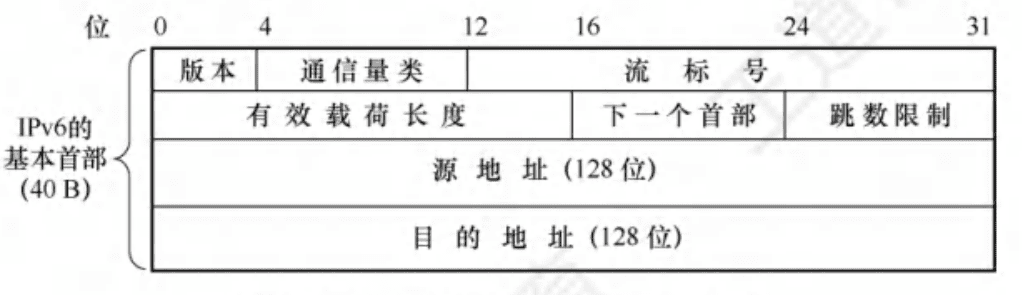 位 0 4 12 16 24 31
版本 通信量类 流标号
IPv6的
基本首部
(40 B)
有效载荷长度 下一个首部 跳数限制
源地址 (128 位)
目的地址 (128 位)